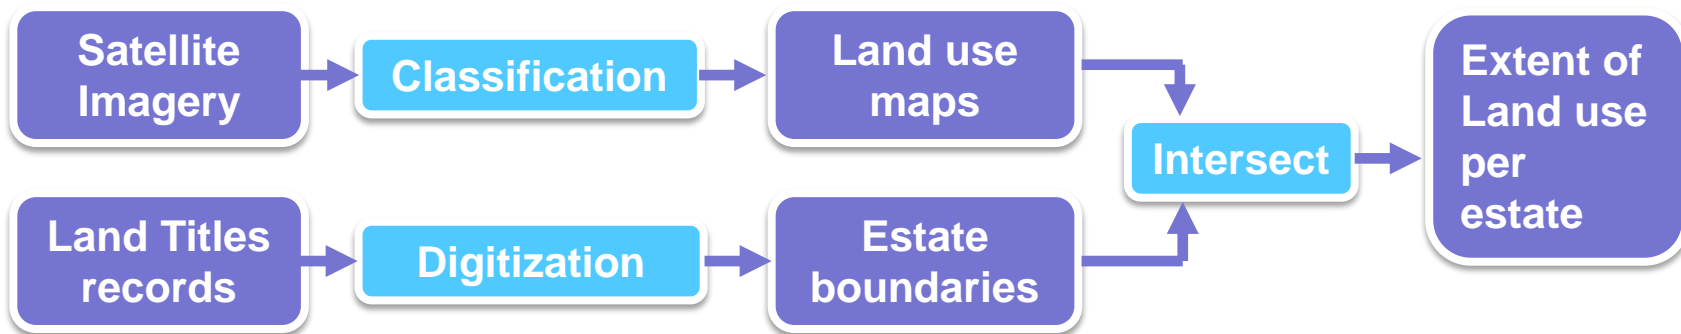 Satellite
Imagery
Classification
Land use
maps
Land Titles
records
Digitization
Estate
boundaries
Intersect
Extent of
Land use
per
estate